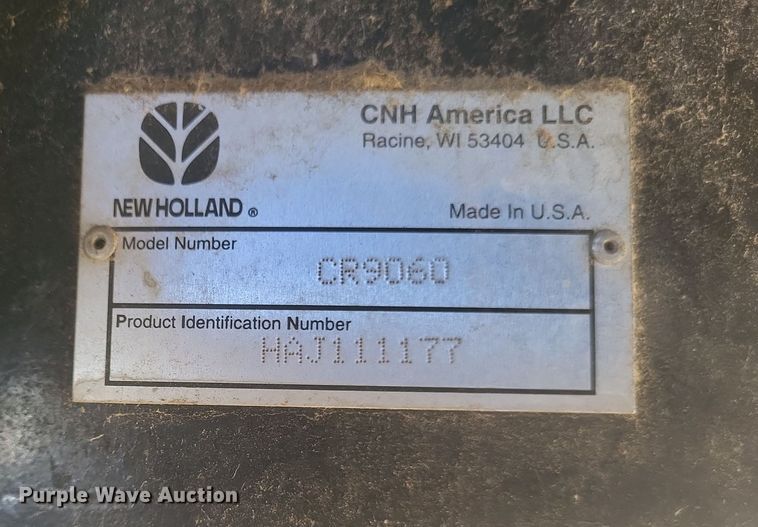 CNH America LLC
Racine, WI 53404 U.S.A.
NEW HOLLAND ®
Made In U.S.A.
Model Number
CR9060
Product Identification Number
HAJ111177
Purple Wave Auction